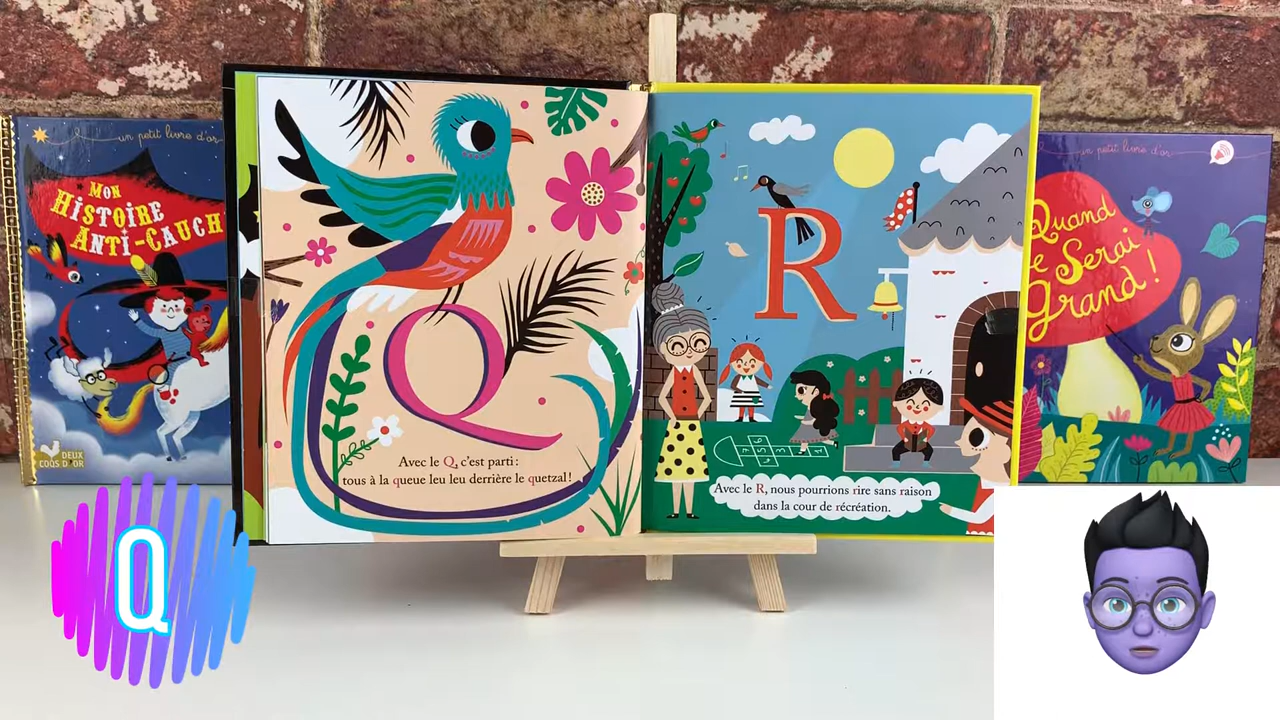 un petit livre d'or
MON
HISTOIRE
ANTI-CAUCH
DEUX
COQS D'OR
Q
Avec le Q, c'est parti :
tous à la queue leu leu derrière le quetzal !
R
Avec le R, nous pourrions rire sans raison
dans la cour de récréation.
un petit livre d'or
Quand
Serai
Grand !
Q